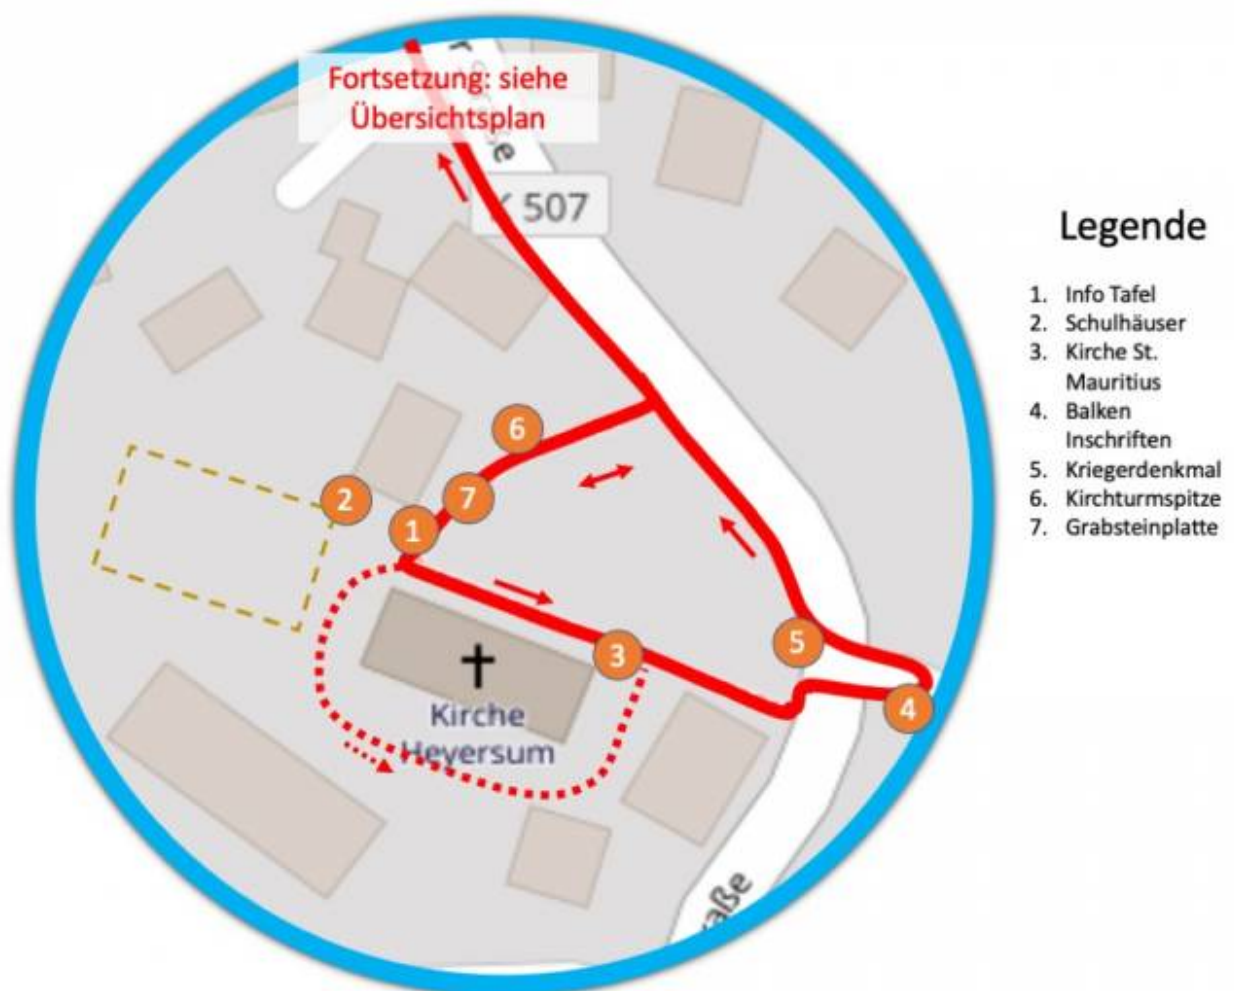 Fortsetzung: siehe
Übersichtsplan
507
6
2
7
1
5
3
4
Kirche
Heyersum
Legende
1. Info Tafel
2. Schulhäuser
3. Kirche St.
Mauritius
4. Balken
Inschriften
5. Kriegerdenkmal
6. Kirchturmspitze
7. Grabsteinplatte